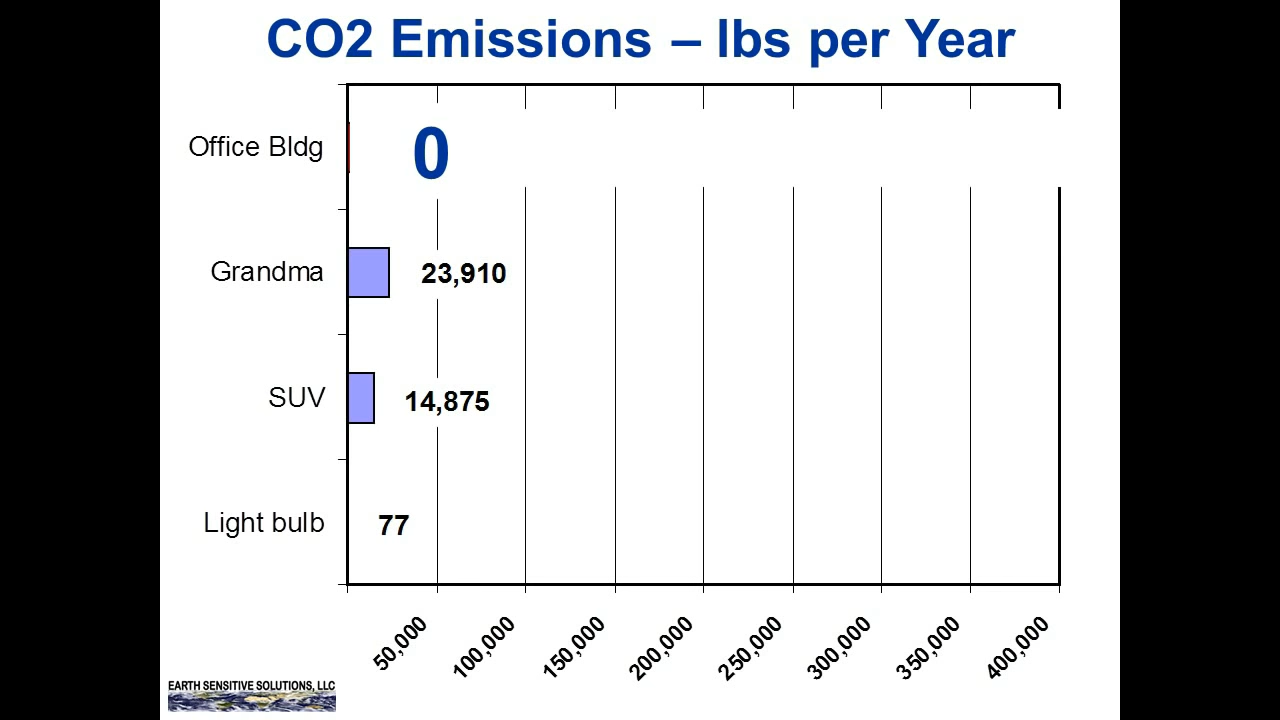 CO2 Emissions – lbs per Year
Office Bldg
0
Grandma
23,910
SUV
14,875
Light bulb
77
50,000
100,000
150,000
200,000
250,000
300,000
350,000
400,000
EARTH SENSITIVE SOLUTIONS, LLC